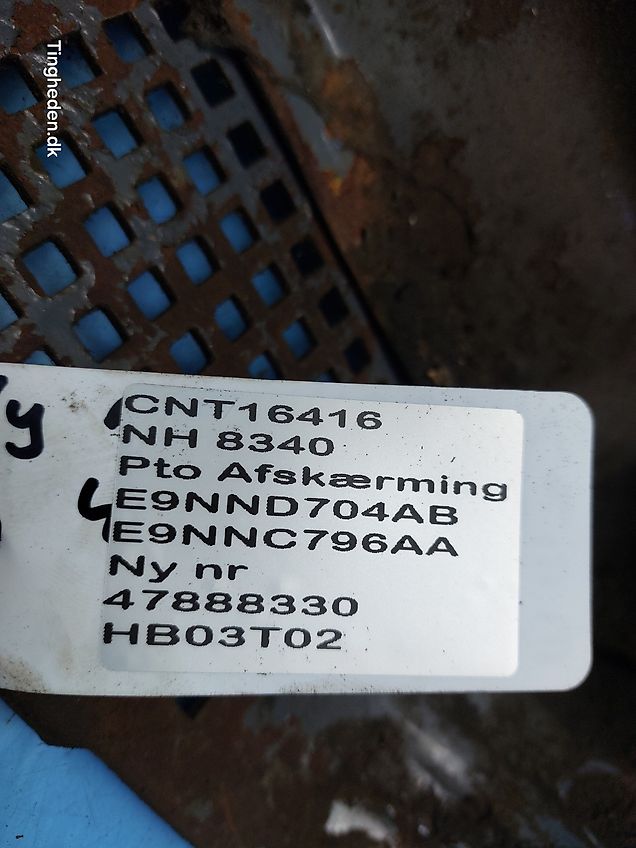 Tingheden.dk
CNT16416
NH 8340
Pto Afskærming
E9NND704AB
E9NNC796AA
Ny nr
47888330
HB03T02